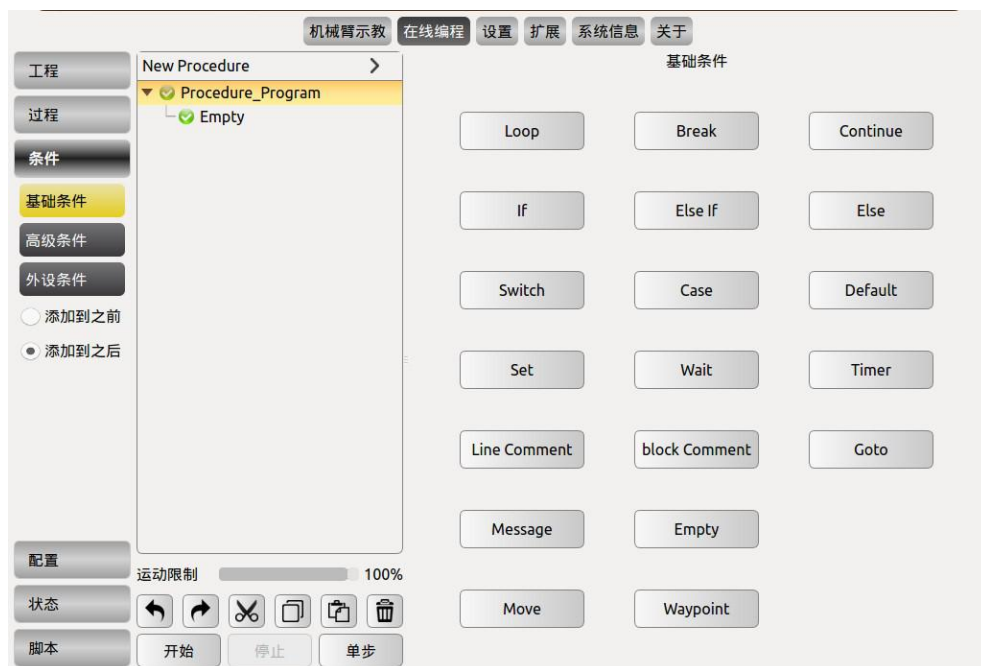 机械臂示教 在线编程 设置 扩展 系统信息 关于
工程
过程
条件
基础条件
高级条件
外设条件
添加到之前
添加到之后
配置
状态
脚本
New Procedure
Procedure_Program
Empty
运动限制 100%
开始 停止 单步
基础条件
Loop Break Continue
If Else If Else
Switch Case Default
Set Wait Timer
Line Comment block Comment Goto
Message Empty
Move Waypoint